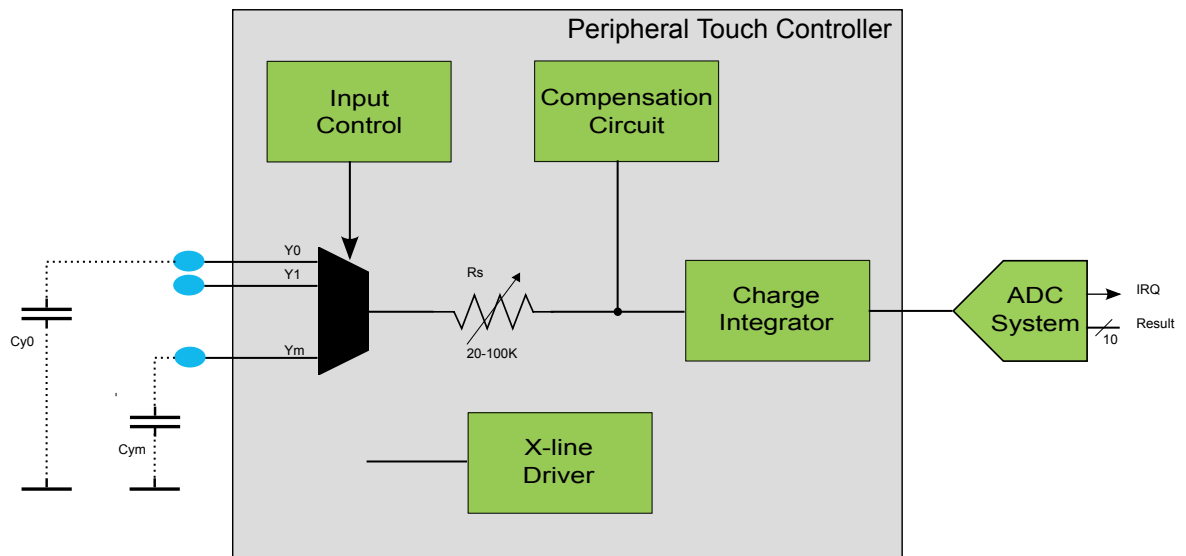 Peripheral Touch Controller
Input
Control
Compensation
Circuit
Y0
Y1
Ym
Rs
20-100K
Charge
Integrator
ADC
System
IRQ
Result
10
Cy0
Cym
X-line
Driver